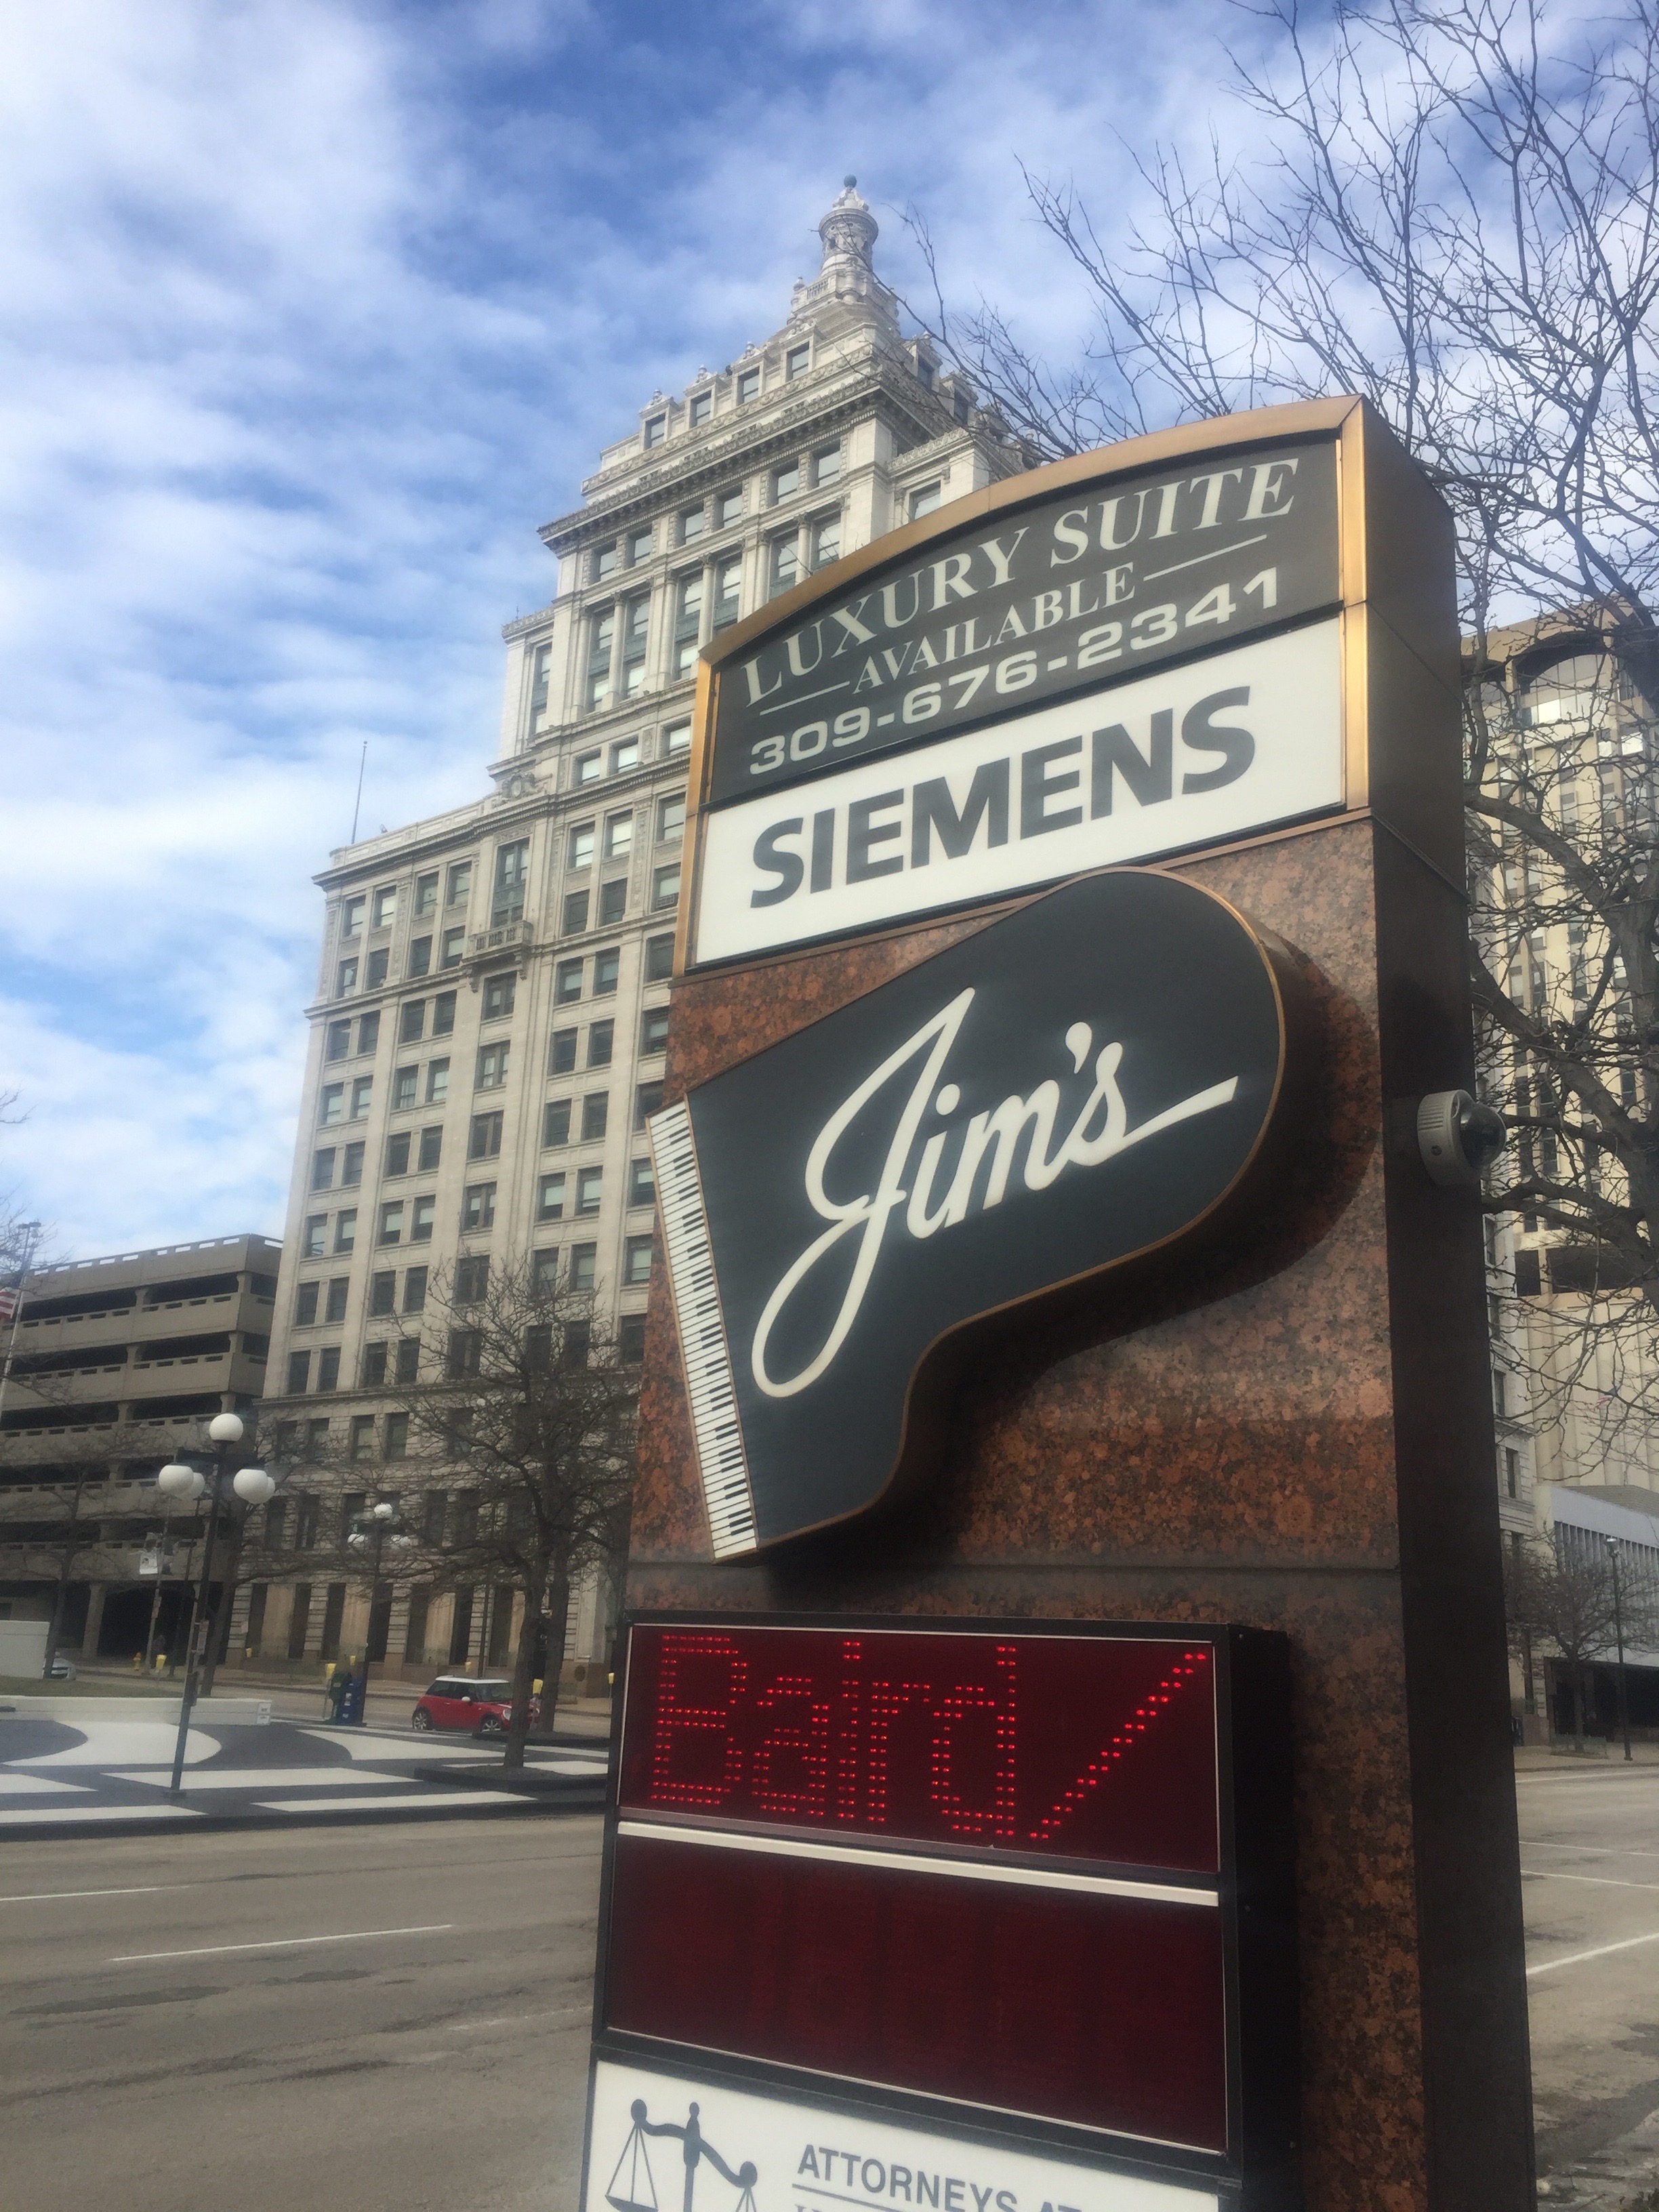 LUXURY SUITE
AVAILABLE
309-676-2341
SIEMENS
Jim's
Baird/
ATTORNEYS AT